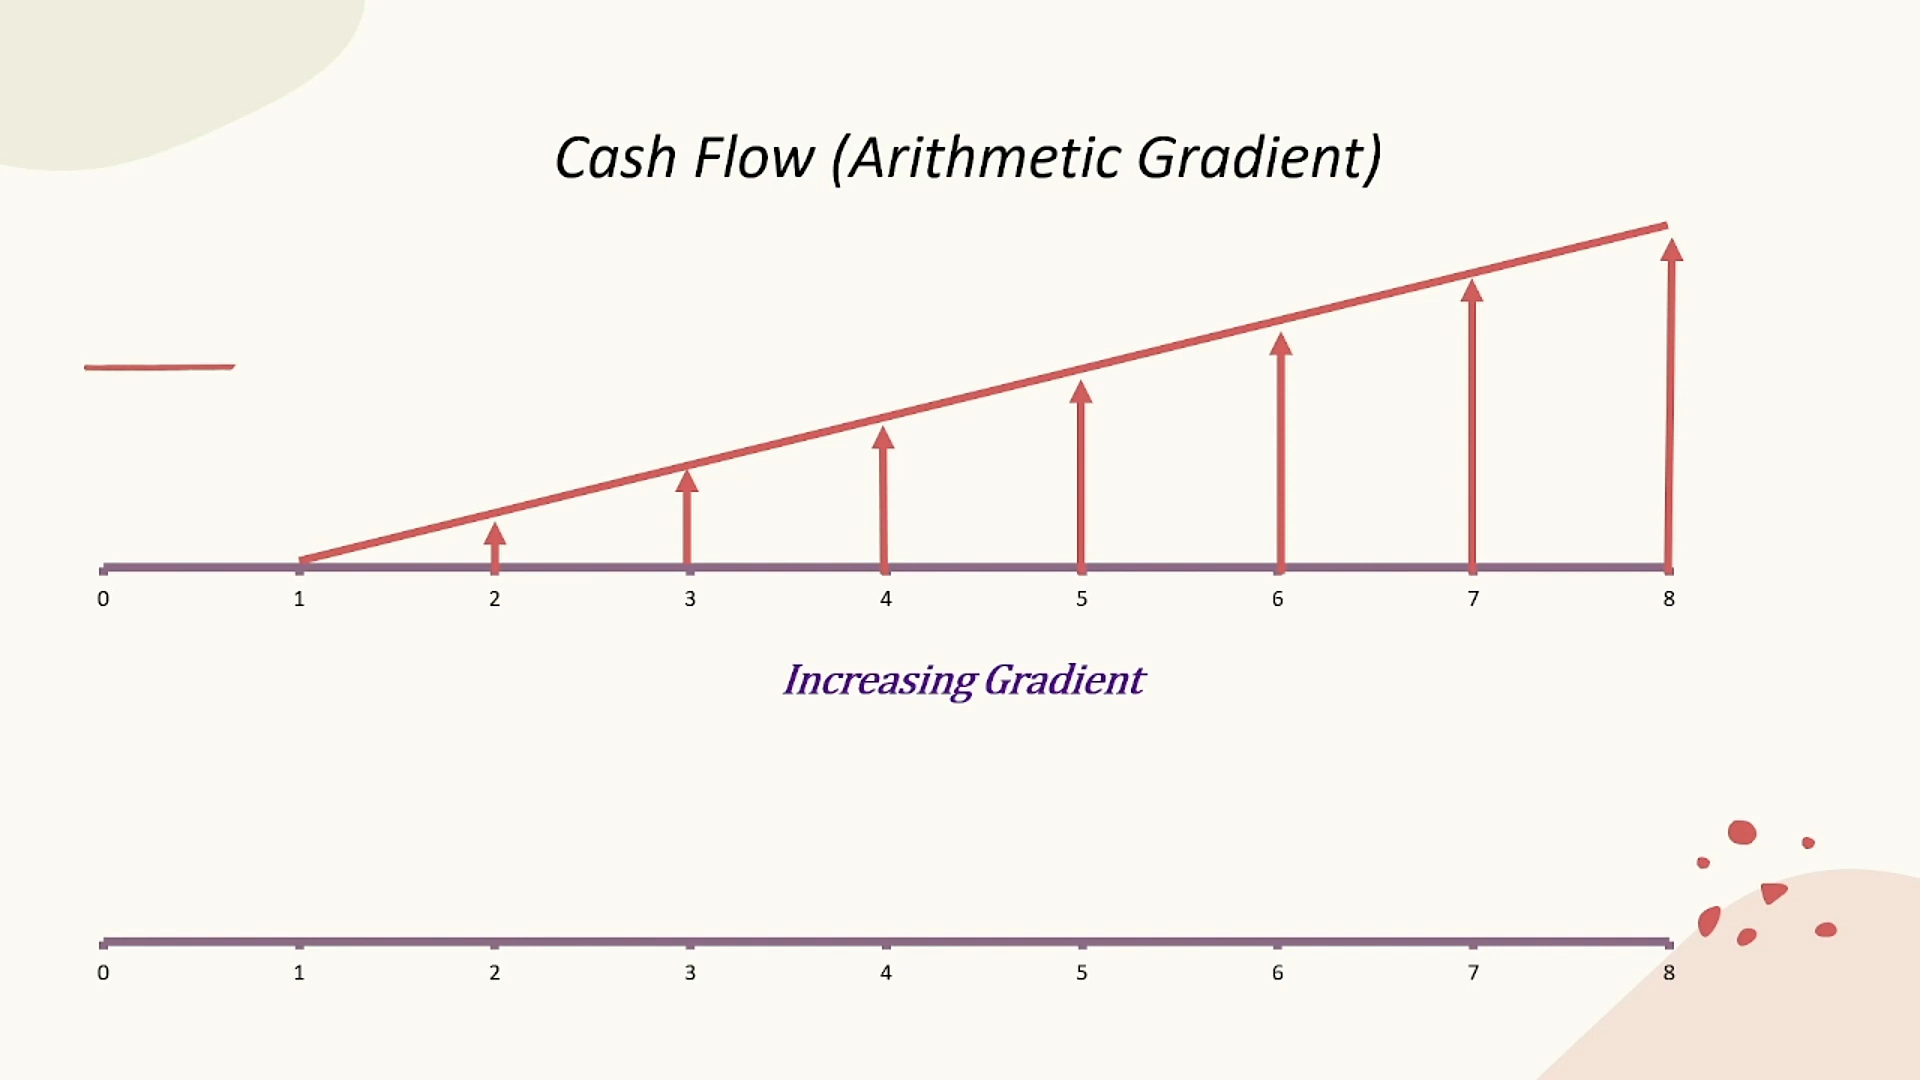 Cash Flow (Arithmetic Gradient)
0 1 2 3 4 5 6 7 8
Increasing Gradient
0 1 2 3 4 5 6 7 8